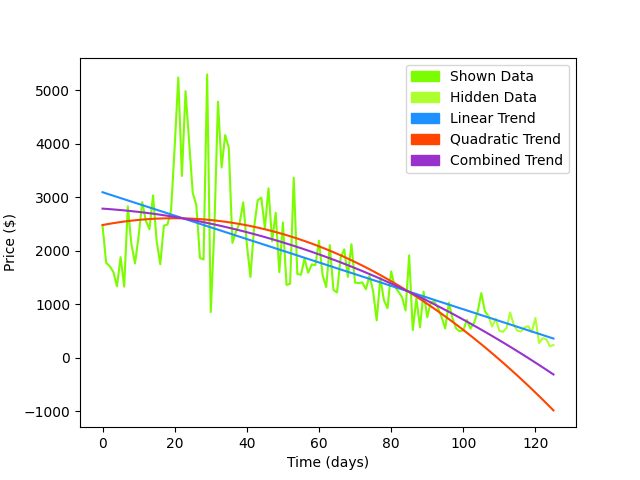 Shown Data
Hidden Data
Linear Trend
Quadratic Trend
Combined Trend
Price ($)
5000
4000
3000
2000
1000
0
−1000
0 20 40 60 80 100 120
Time (days)